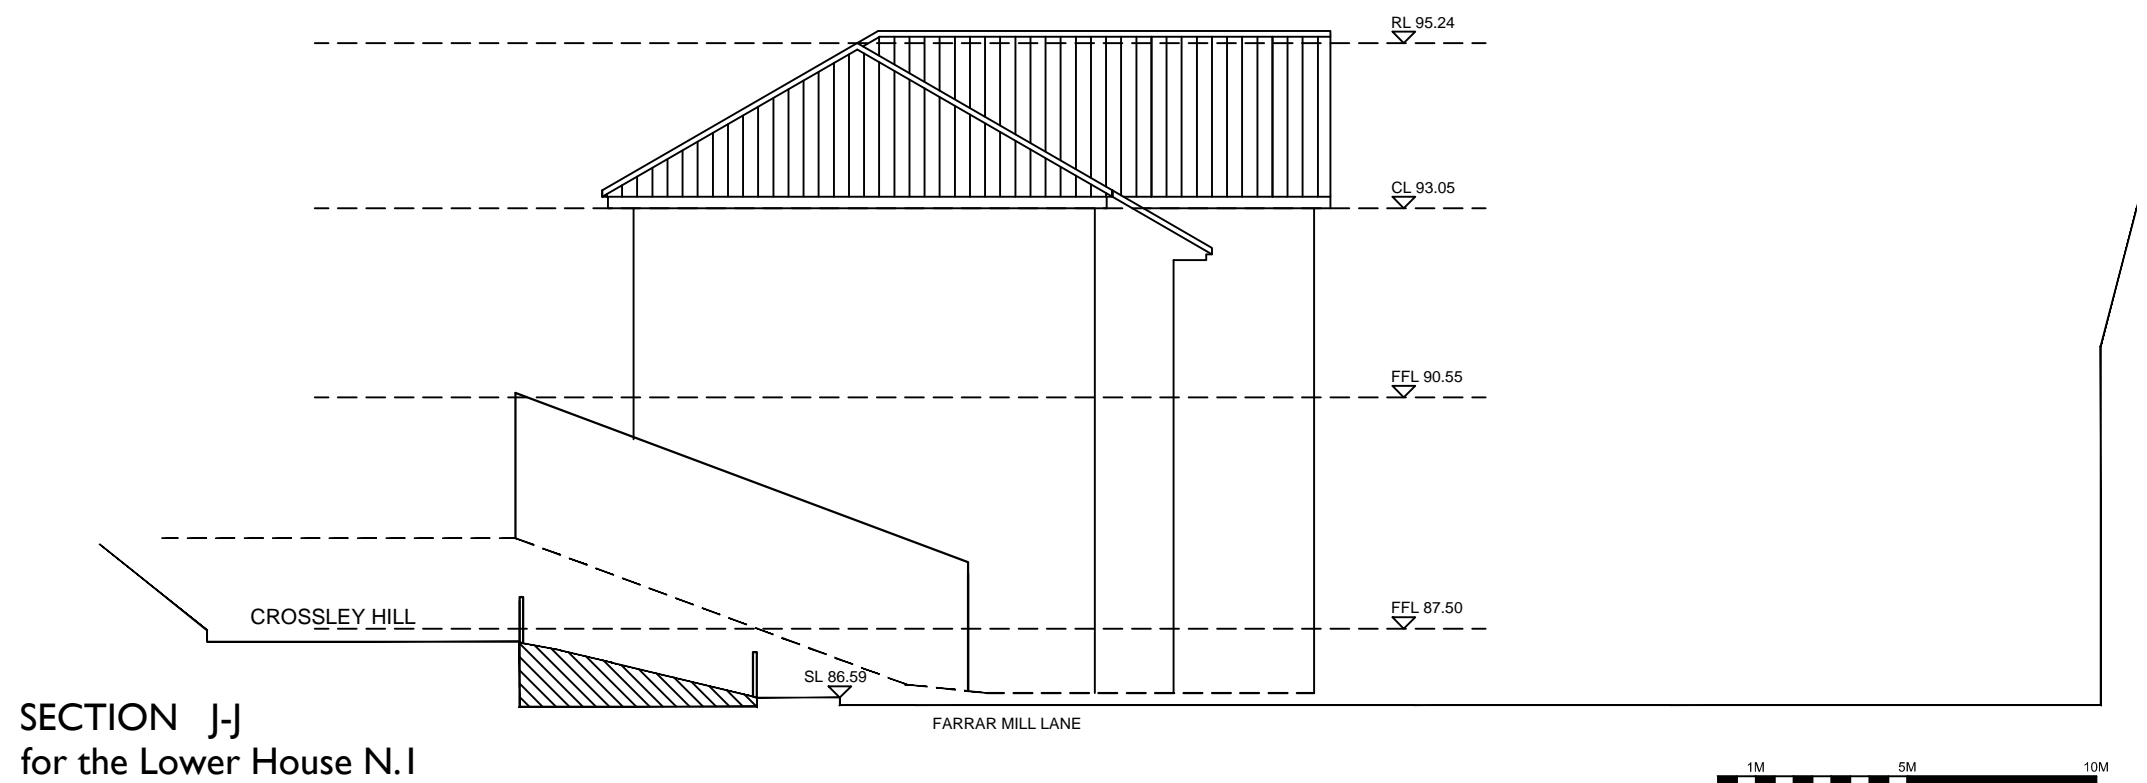 RL 95.24
CL 93.05
FFL 90.55
FFL 87.50
CROSSLEY HILL
SL 86.59
FARRAR MILL LANE
SECTION J-J
for the Lower House N.1
1M 5M 10M